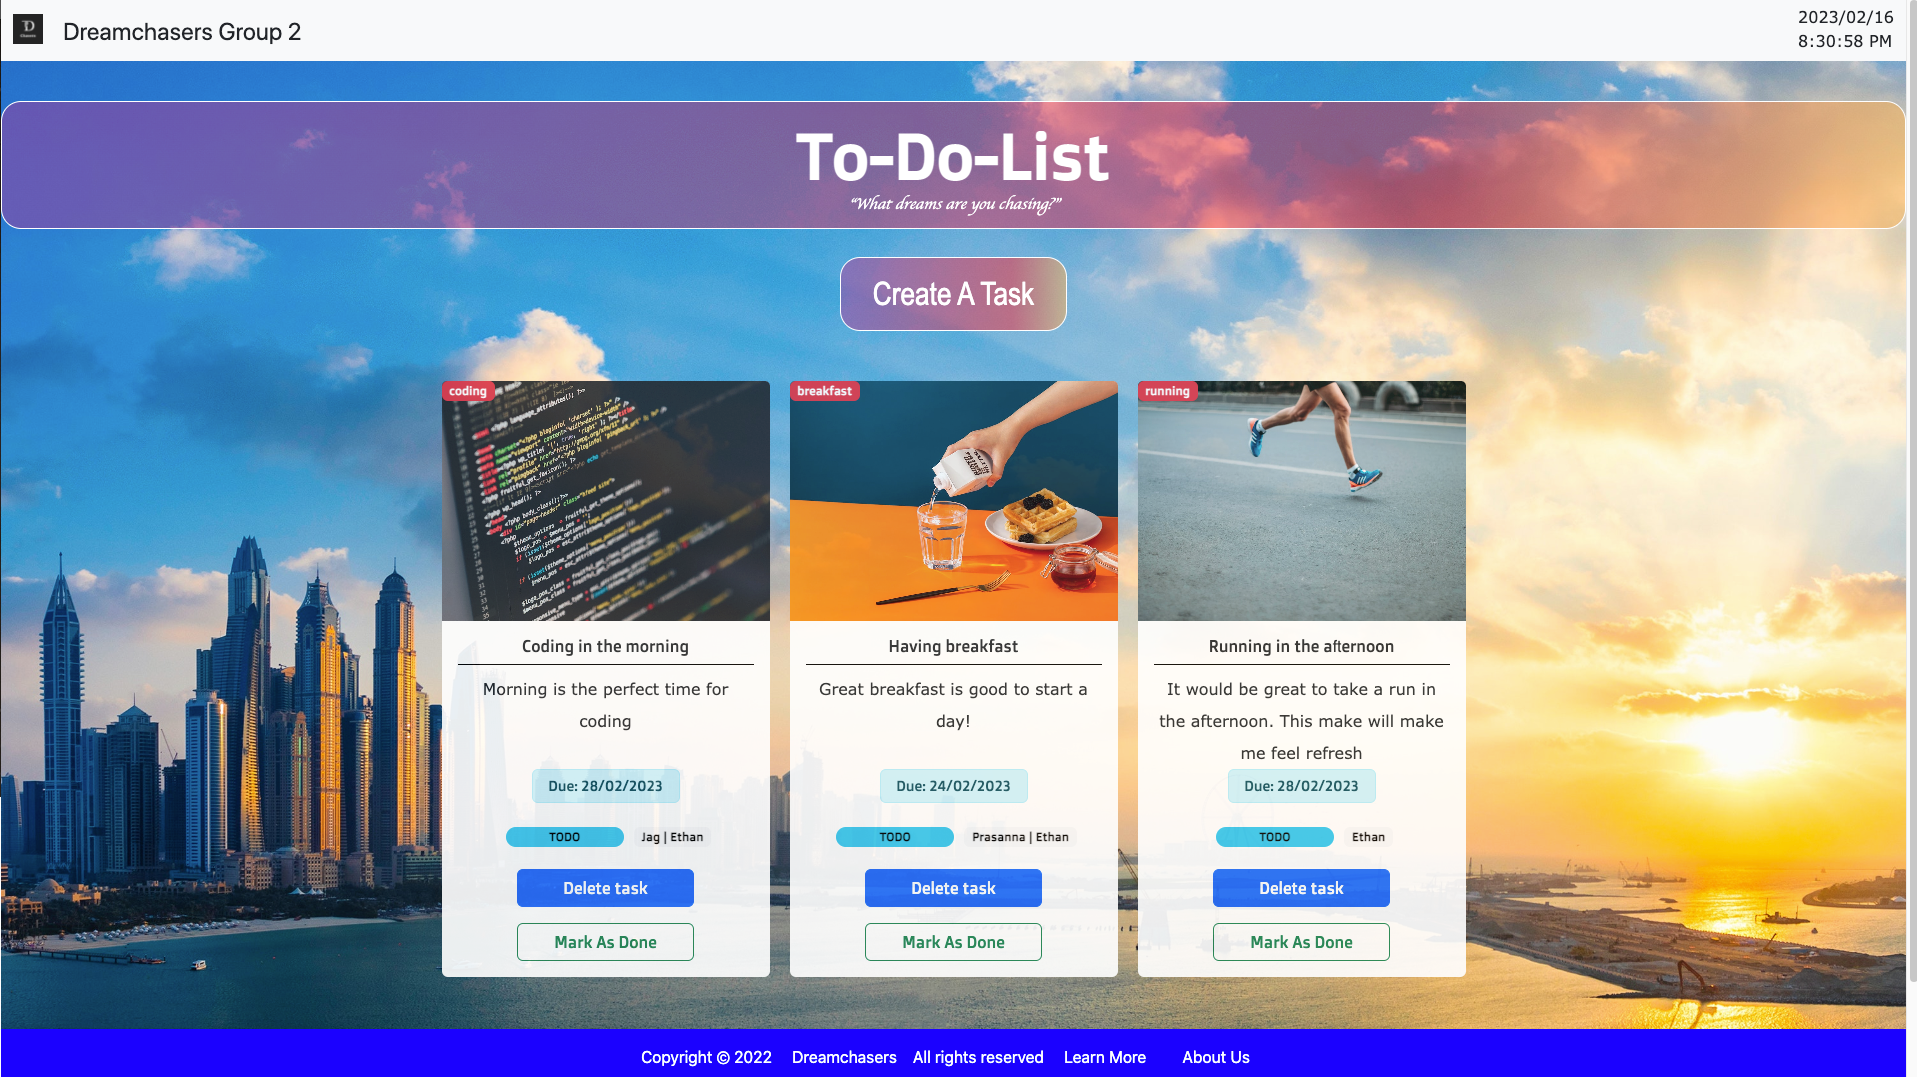 Dreamchasers Group 2
2023/02/16
8:30:58 PM
To-Do-List
“What dreams are you chasing?”
Create A Task
coding
Coding in the morning
Morning is the perfect time for
coding
Due: 28/02/2023
TODO Jag | Ethan
Delete task
Mark As Done
breakfast
Having breakfast
Great breakfast is good to start a
day!
Due: 24/02/2023
TODO Prasanna | Ethan
Delete task
Mark As Done
running
Running in the afternoon
It would be great to take a run in
the afternoon. This make will make
me feel refresh
Due: 28/02/2023
TODO Ethan
Delete task
Mark As Done
Copyright © 2022 Dreamchasers All rights reserved Learn More About Us